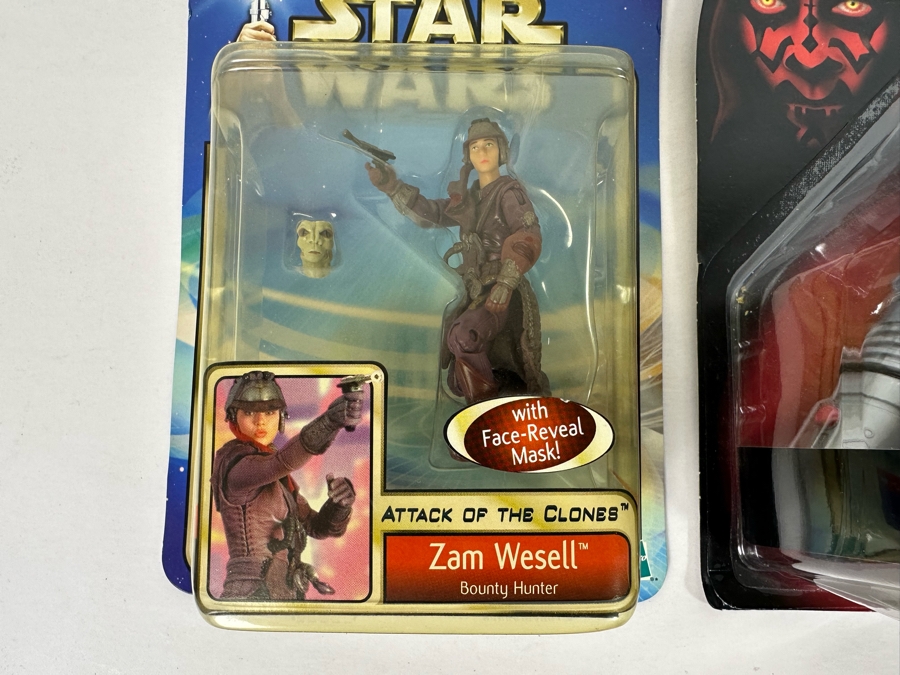 STAR
WARS
with
Face-Reveal
Mask!
ATTACK OF THE CLONES™
Zam Wesell™
Bounty Hunter